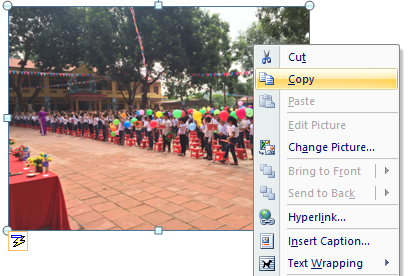 Cut
Copy
Paste
Edit Picture
Change Picture...
Bring to Front
Send to Back
Hyperlink...
Insert Caption...
Text Wrapping